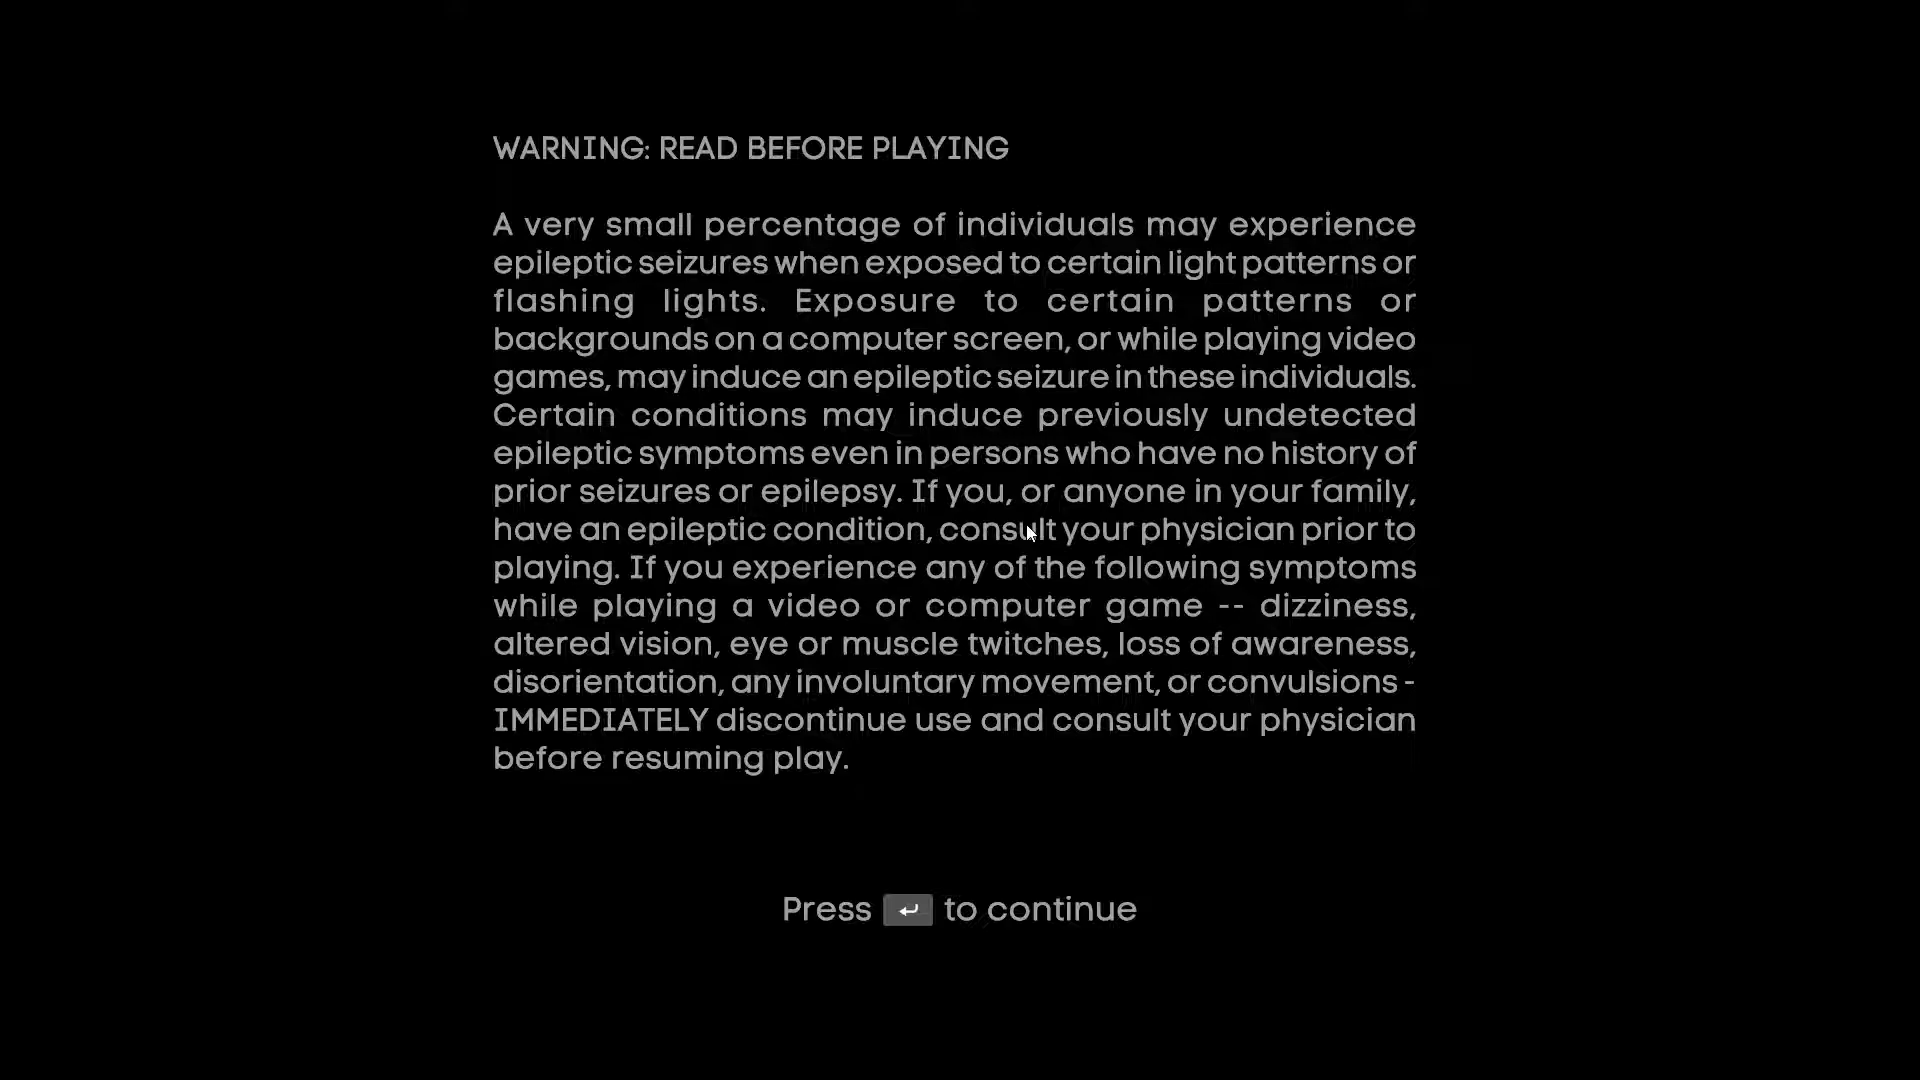 WARNING: READ BEFORE PLAYING
A very small percentage of individuals may experience
epileptic seizures when exposed to certain light patterns or
flashing lights. Exposure to certain patterns or
backgrounds on a computer screen, or while playing video
games, may induce an epileptic seizure in these individuals.
Certain conditions may induce previously undetected
epileptic symptoms even in persons who have no history of
prior seizures or epilepsy. If you, or anyone in your family,
have an epileptic condition, consult your physician prior to
playing. If you experience any of the following symptoms
while playing a video or computer game -- dizziness,
altered vision, eye or muscle twitches, loss of awareness,
disorientation, any involuntary movement, or convulsions -
IMMEDIATELY discontinue use and consult your physician
before resuming play.
Press ↵ to continue